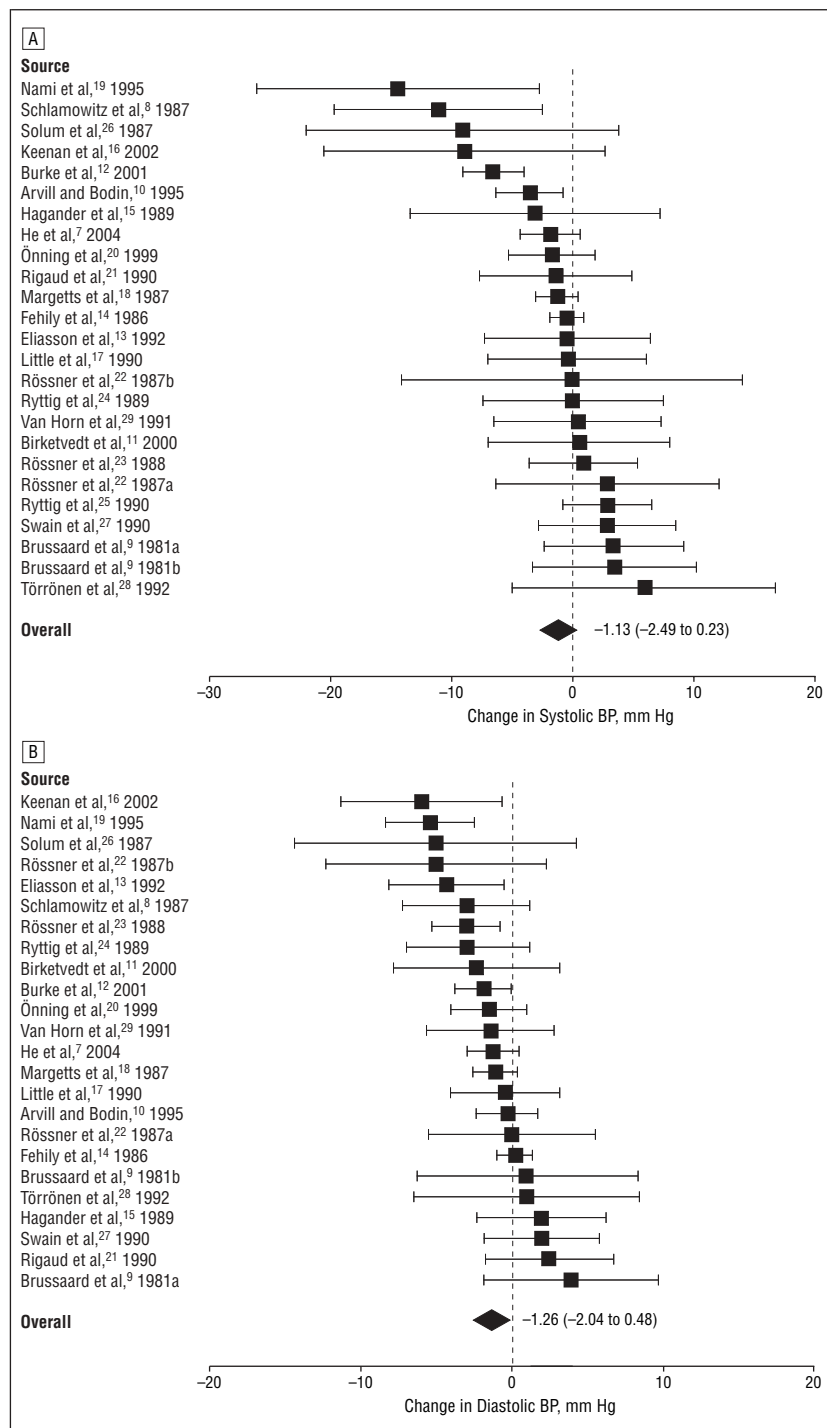 A
Source
Nami et al,¹⁹ 1995
Schlamowitz et al,⁸ 1987
Solum et al,²⁶ 1987
Keenan et al,¹⁶ 2002
Burke et al,¹² 2001
Arvill and Bodin,¹⁰ 1995
Hagander et al,¹⁵ 1989
He et al,⁷ 2004
Önning et al,²⁰ 1999
Rigaud et al,²¹ 1990
Margetts et al,¹⁸ 1987
Fehily et al,¹⁴ 1986
Eliasson et al,¹³ 1992
Little et al,¹⁷ 1990
Rössner et al,²² 1987b
Ryttig et al,²⁴ 1989
Van Horn et al,²⁹ 1991
Birketvedt et al,¹¹ 2000
Rössner et al,²³ 1988
Rössner et al,²² 1987a
Ryttig et al,²⁵ 1990
Swain et al,²⁷ 1990
Brussaard et al,⁹ 1981a
Brussaard et al,⁹ 1981b
Törrönen et al,²⁸ 1992
Overall –1.13 (–2.49 to 0.23)
–30 –20 –10 0 10 20
Change in Systolic BP, mm Hg
B
Source
Keenan et al,¹⁶ 2002
Nami et al,¹⁹ 1995
Solum et al,²⁶ 1987
Rössner et al,²² 1987b
Eliasson et al,¹³ 1992
Schlamowitz et al,⁸ 1987
Rössner et al,²³ 1988
Ryttig et al,²⁴ 1989
Birketvedt et al,¹¹ 2000
Burke et al,¹² 2001
Önning et al,²⁰ 1999
Van Horn et al,²⁹ 1991
He et al,⁷ 2004
Margetts et al,¹⁸ 1987
Little et al,¹⁷ 1990
Arvill and Bodin,¹⁰ 1995
Rössner et al,²² 1987a
Fehily et al,¹⁴ 1986
Brussaard et al,⁹ 1981b
Törrönen et al,²⁸ 1992
Hagander et al,¹⁵ 1989
Swain et al,²⁷ 1990
Rigaud et al,²¹ 1990
Brussaard et al,⁹ 1981a
Overall –1.26 (–2.04 to 0.48)
–20 –10 0 10 20
Change in Diastolic BP, mm Hg